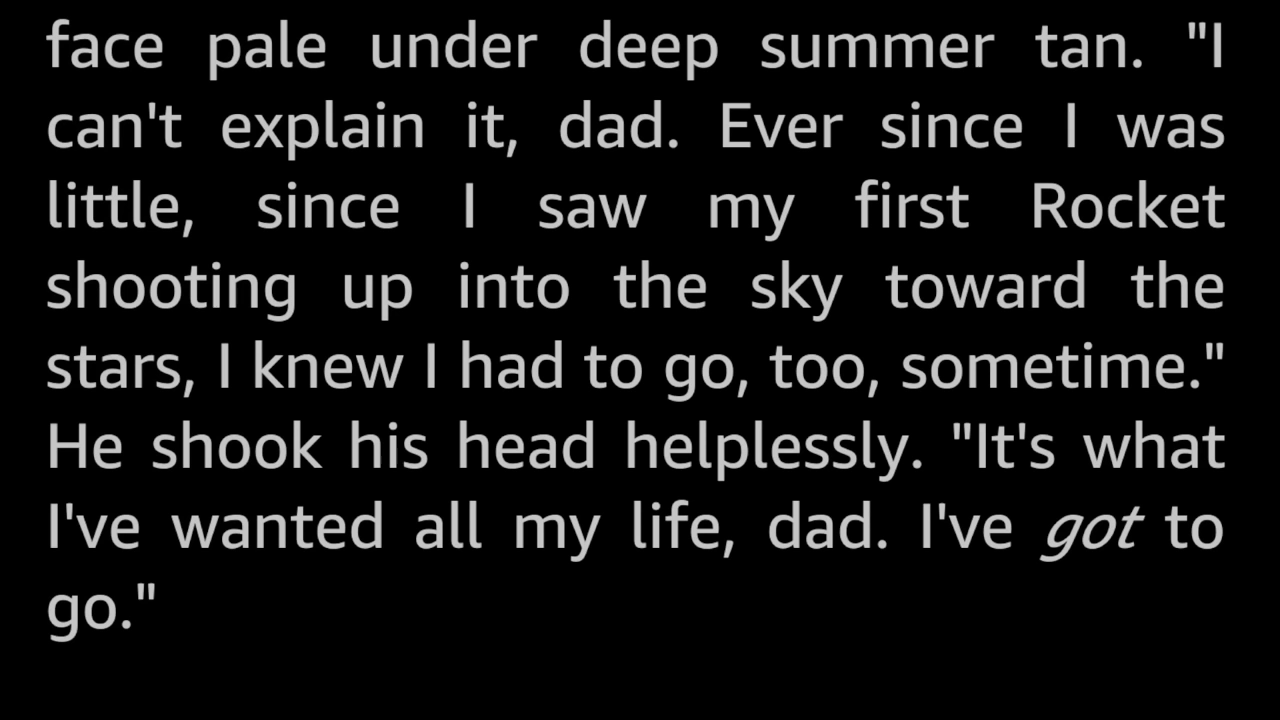 face pale under deep summer tan. "I
can't explain it, dad. Ever since I was
little, since I saw my first Rocket
shooting up into the sky toward the
stars, I knew I had to go, too, sometime."
He shook his head helplessly. "It's what
I've wanted all my life, dad. I've got to
go."